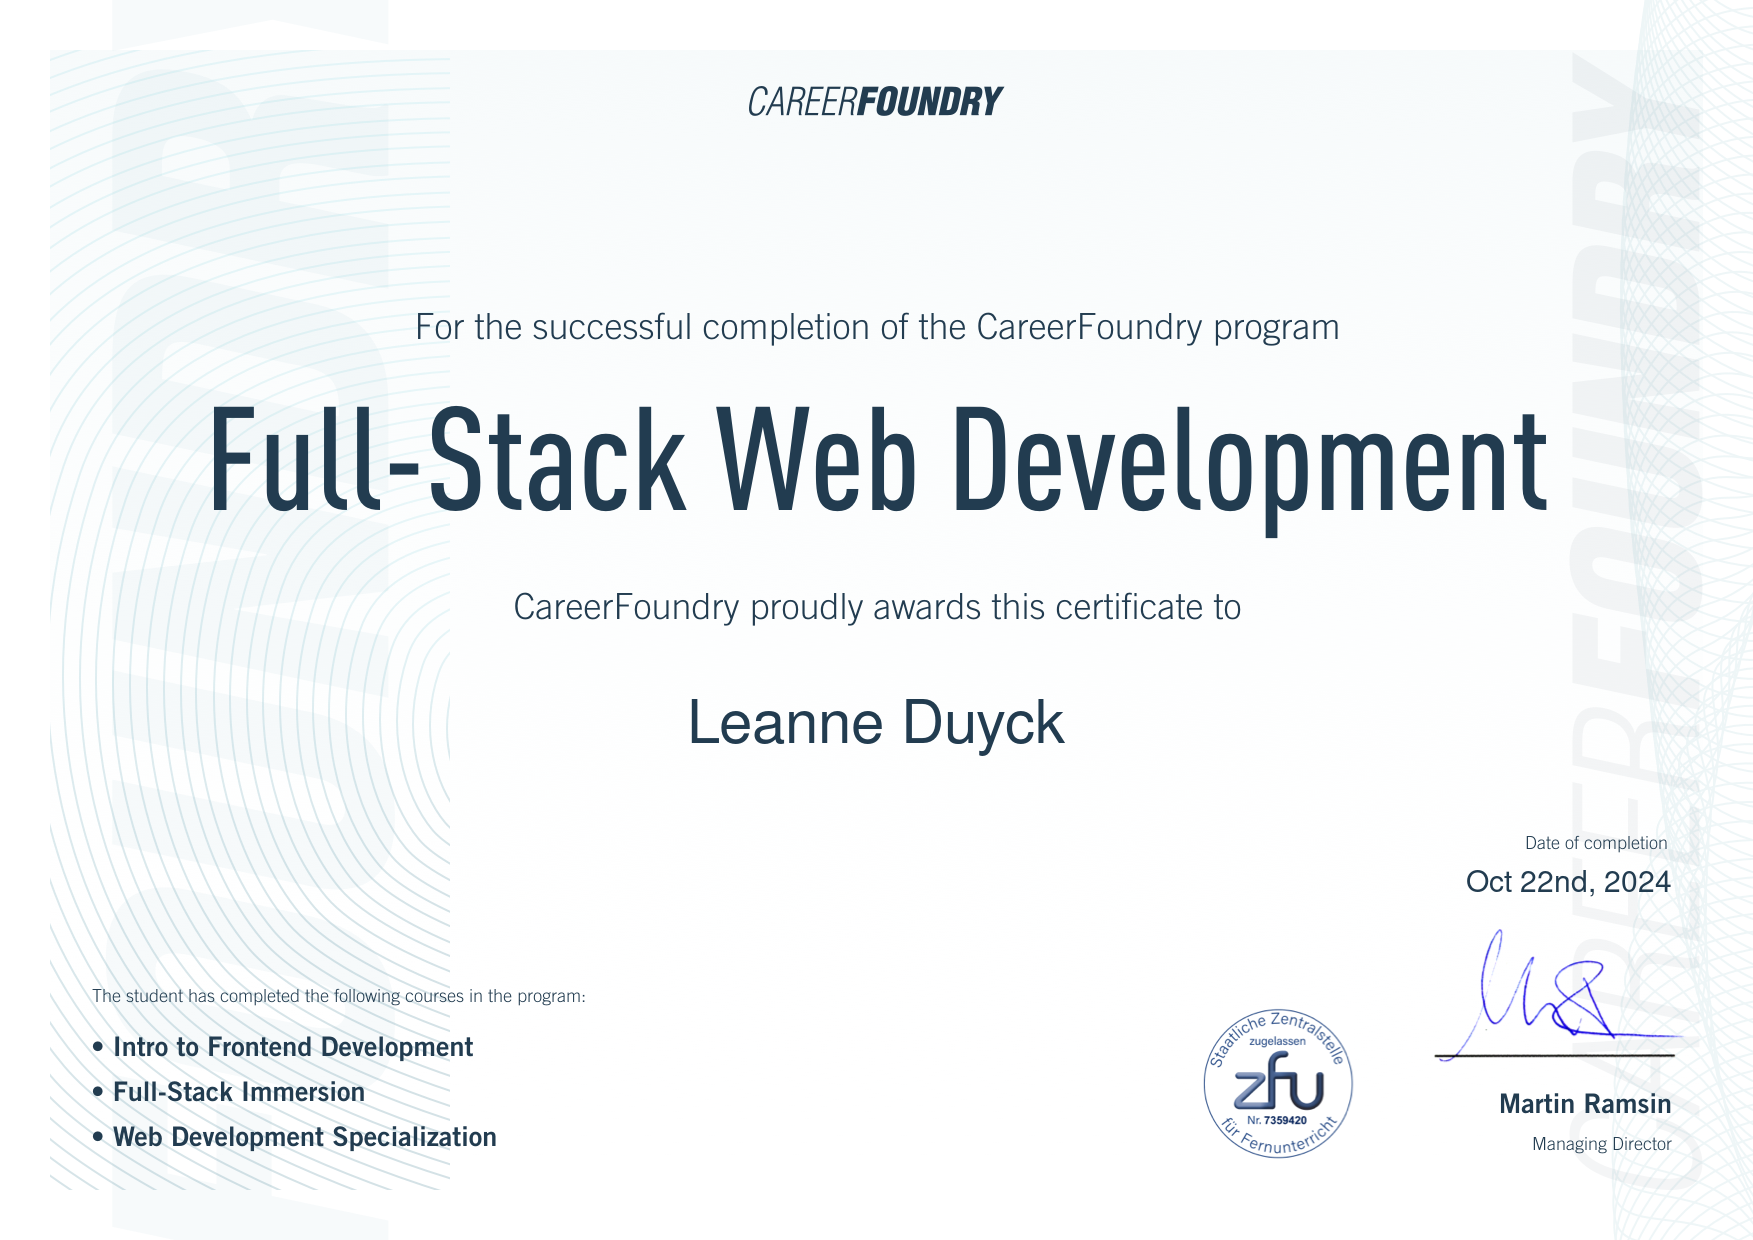 CAREERFOUNDRY
For the successful completion of the CareerFoundry program
Full-Stack Web Development
CareerFoundry proudly awards this certificate to
Leanne Duyck
Date of completion
Oct 22nd, 2024
The student has completed the following courses in the program:
• Intro to Frontend Development
• Full-Stack Immersion
• Web Development Specialization
Staatliche Zentralstelle
zugelassen
zfu
Nr. 7359420
für Fernunterricht
Martin Ramsin
Managing Director
CAREERFOUNDRY